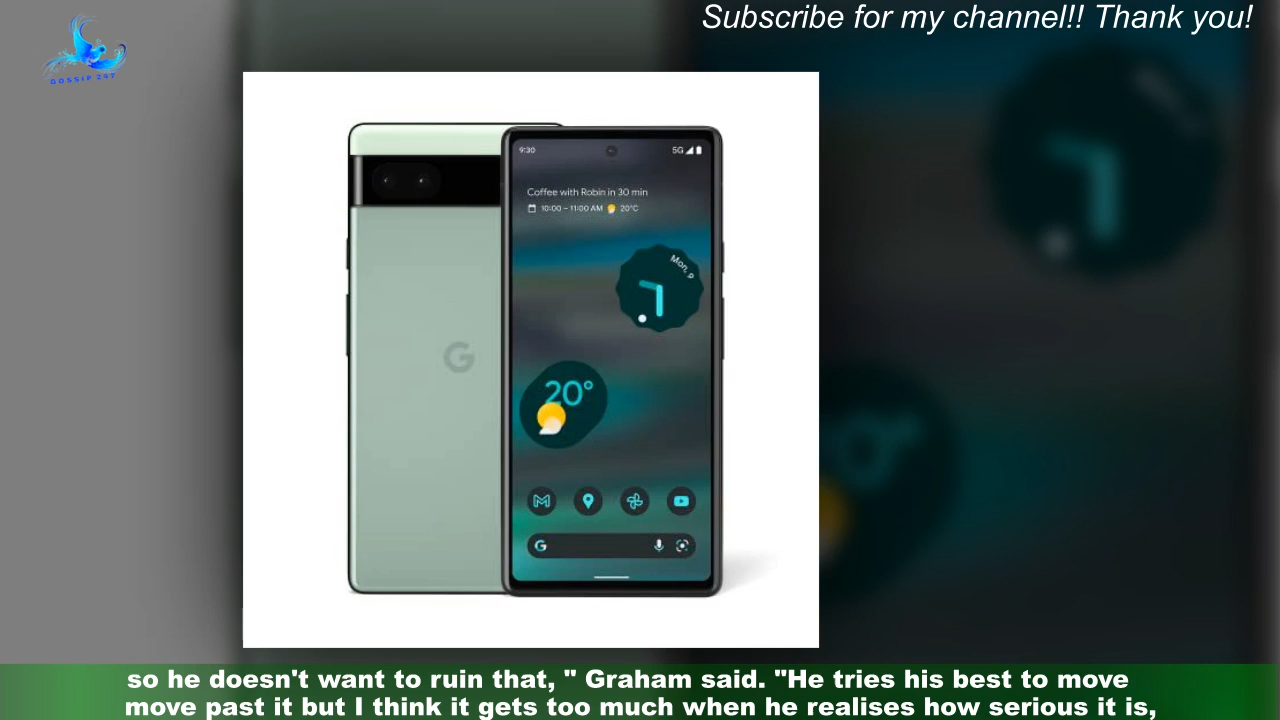 Subscribe for my channel!! Thank you!
GOSSIP 247
9:30
5G
Coffee with Robin in 30 min
10:00 – 11:00 AM 20°C
Mon, 9
20°
G
G
so he doesn't want to ruin that, " Graham said. "He tries his best to move
move past it but I think it gets too much when he realises how serious it is,